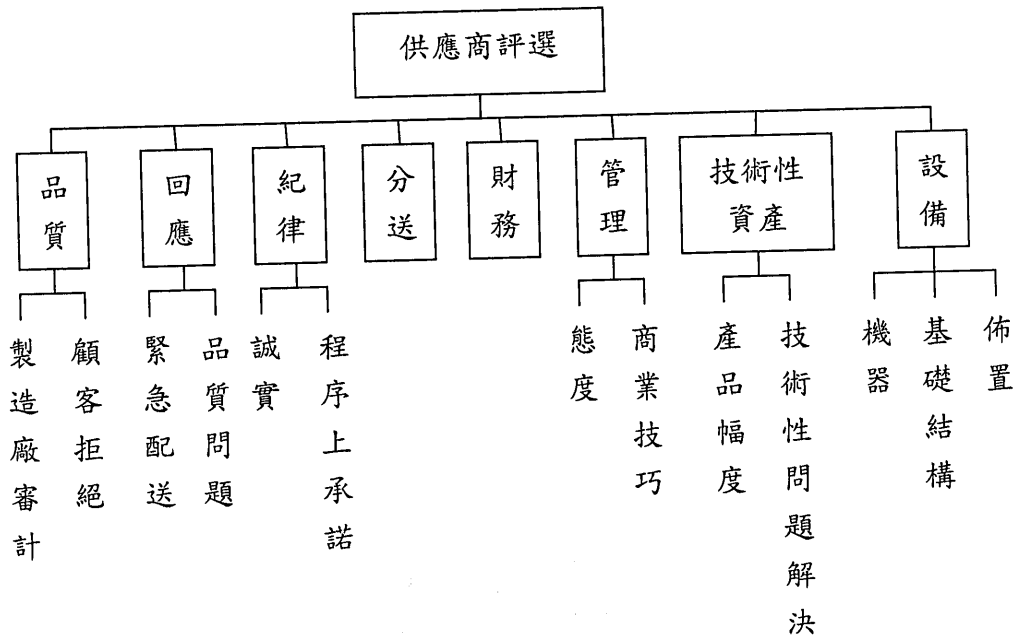 供應商評選
品質
回應
紀律
分送
財務
管理
技術性
資產
設備
製造廠審計
顧客拒絕
緊急配送
品質問題
誠實
程序上承諾
態度
商業技巧
產品幅度
技術性問題解決
機器
基礎結構
佈置